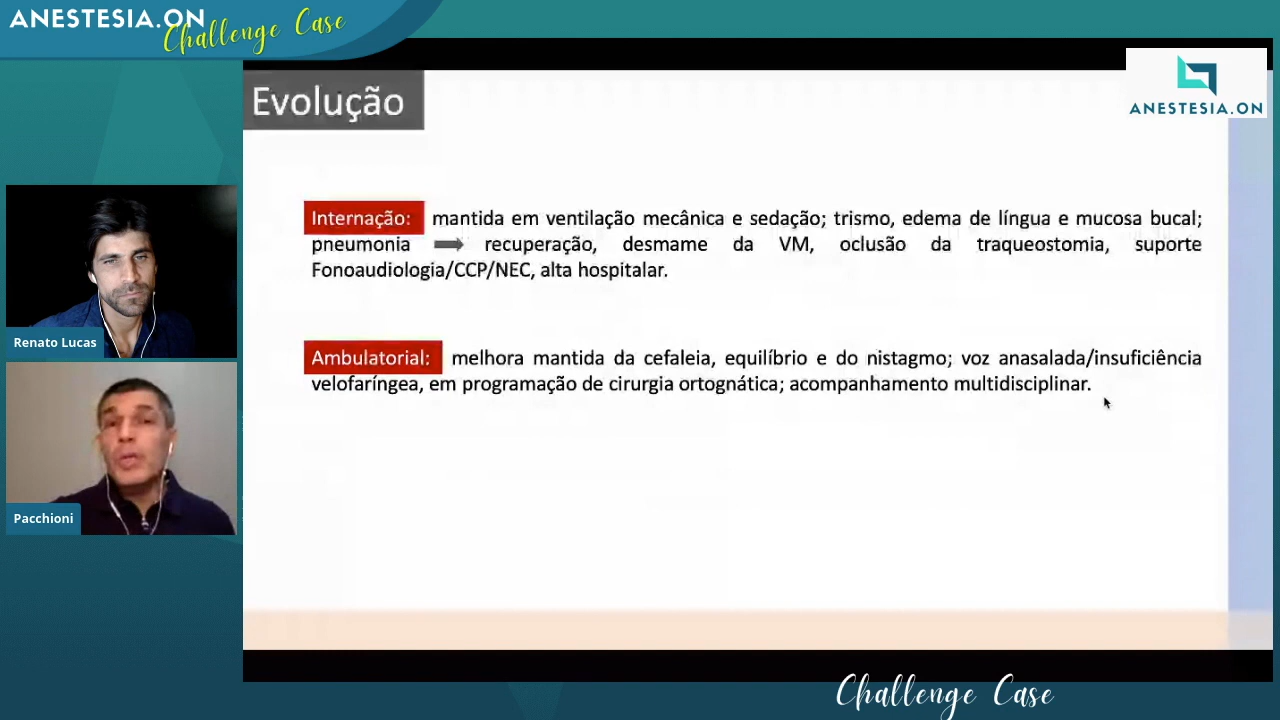 ANESTESIA.ON
Challenge Case
ANESTESIA.ON
Evolução
Internação: mantida em ventilação mecânica e sedação; trismo, edema de língua e mucosa bucal;
pneumonia ➡ recuperação, desmame da VM, oclusão da traqueostomia, suporte
Fonoaudiologia/CCP/NEC, alta hospitalar.
Ambulatorial: melhora mantida da cefaleia, equilíbrio e do nistagmo; voz anasalada/insuficiência
velofaríngea, em programação de cirurgia ortognática; acompanhamento multidisciplinar.
Renato Lucas
Pacchioni
Challenge Case